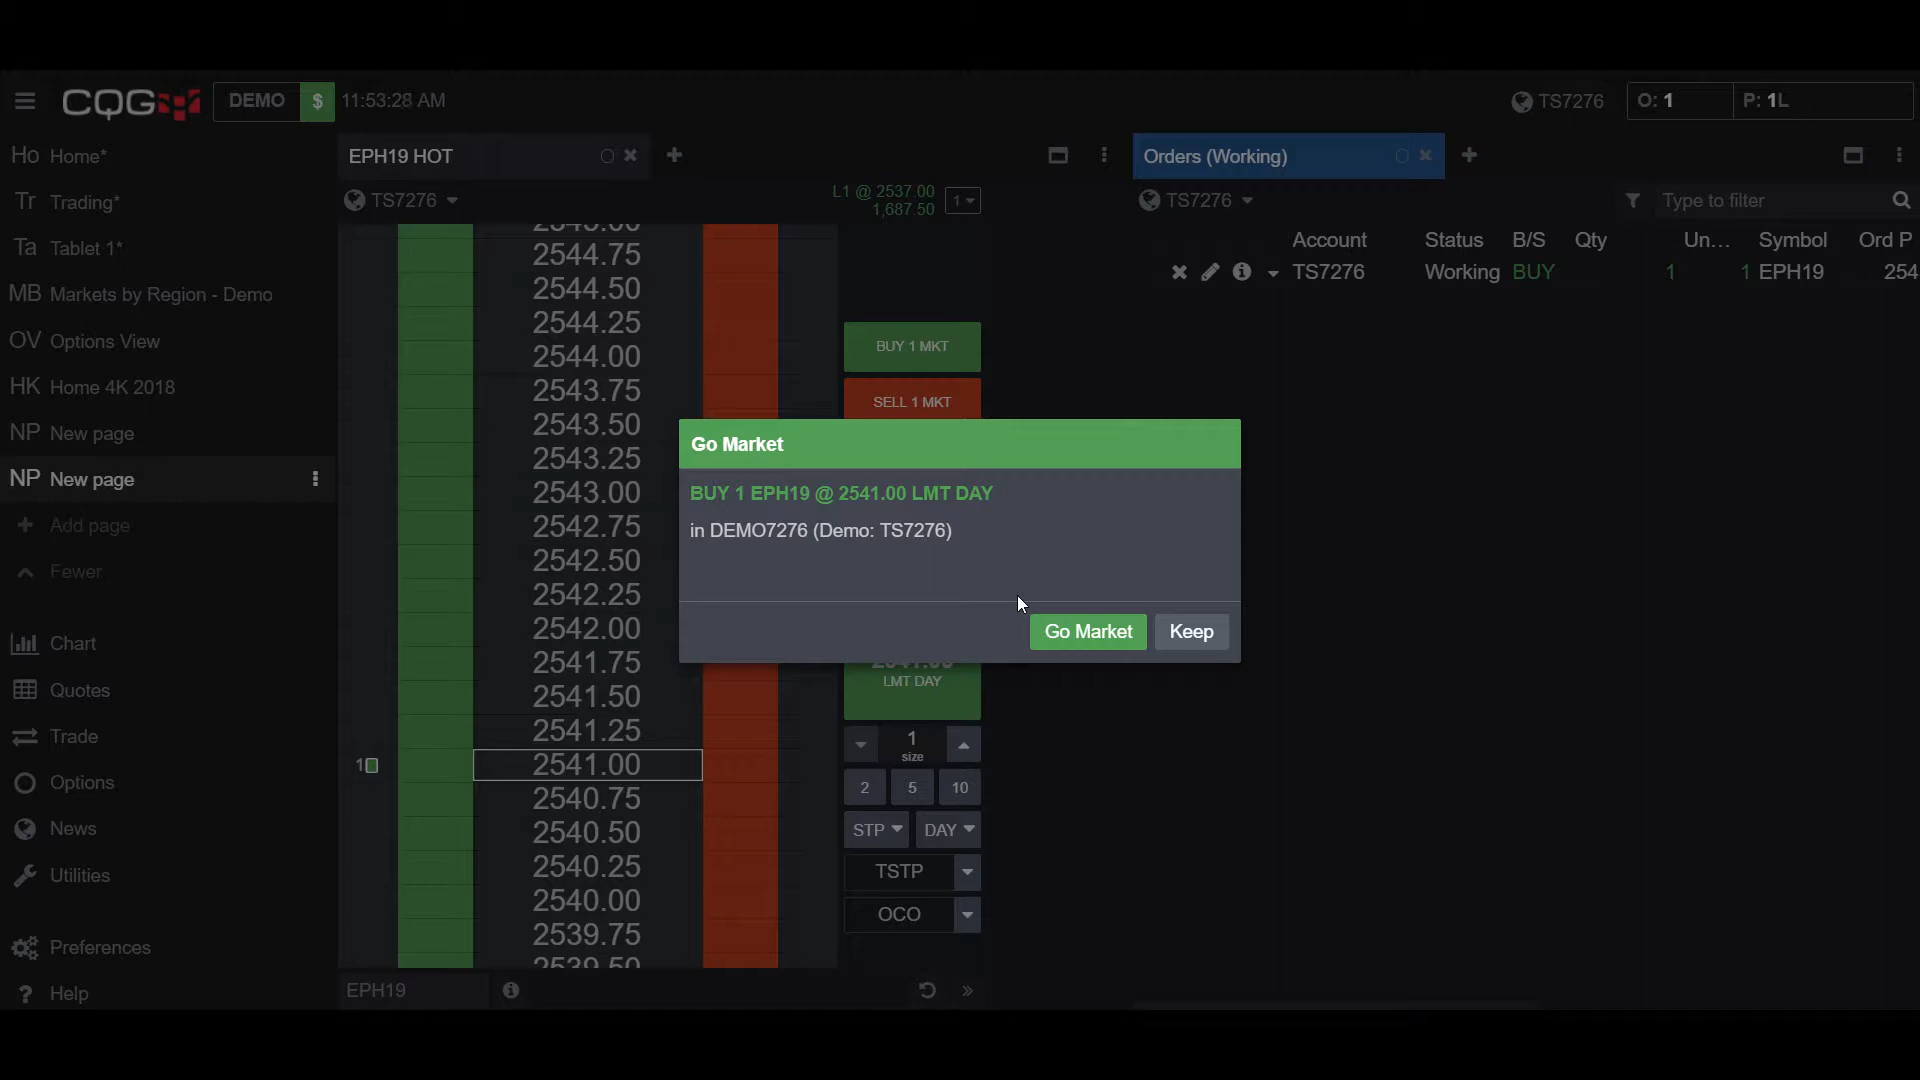 CQG DEMO $ 11:53:28 AM TS7276 O: 1 P: 1L
Ho Home*
Tr Trading*
Ta Tablet 1*
MB Markets by Region - Demo
OV Options View
HK Home 4K 2018
NP New page
NP New page
Add page
Fewer
Chart
Quotes
Trade
Options
News
Utilities
Preferences
? Help
EPH19 HOT
TS7276
L1 @ 2537.00
1,687.50
1
2544.75
2544.50
2544.25
2544.00
2543.75
2543.50
2543.25
2543.00
2542.75
2542.50
2542.25
2542.00
2541.75
2541.50
2541.25
1 2541.00
2540.75
2540.50
2540.25
2540.00
2539.75
2539.50
BUY 1 MKT
SELL 1 MKT
LMT DAY
1
size
2 5 10
STP DAY
TSTP
OCO
EPH19
Go Market
BUY 1 EPH19 @ 2541.00 LMT DAY
in DEMO7276 (Demo: TS7276)
Go Market Keep
Orders (Working)
TS7276 Type to filter
Account Status B/S Qty Un... Symbol Ord P
TS7276 Working BUY 1 1 EPH19 254